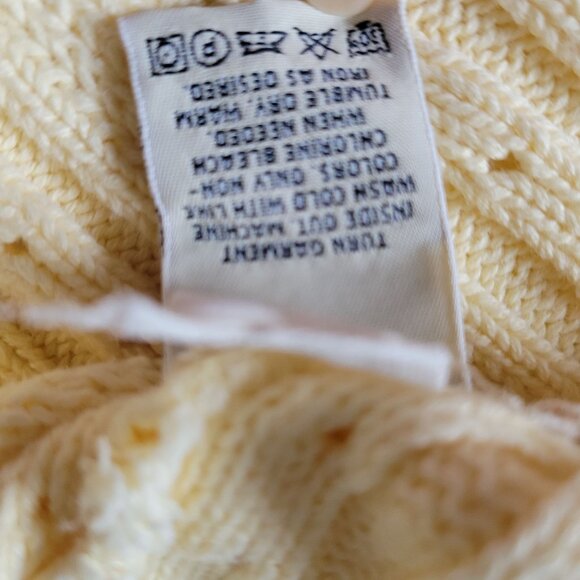 TURN GARMENT
INSIDE OUT MACHINE
WASH COLD WITH LIKE
COLORS, ONLY NON-
CHLORINE BLEACH
WHEN NEEDED,
TUMBLE DRY, WARM
IRON AS DESIRED.
P